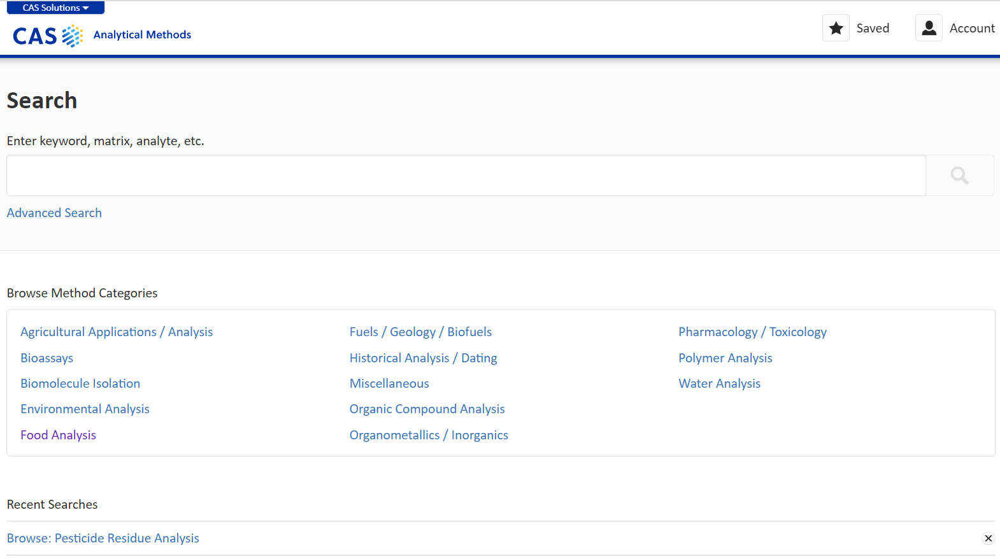 CAS Solutions
CAS Analytical Methods
Saved
Account
Search
Enter keyword, matrix, analyte, etc.
Advanced Search
Browse Method Categories
Agricultural Applications / Analysis
Bioassays
Biomolecule Isolation
Environmental Analysis
Food Analysis
Fuels / Geology / Biofuels
Historical Analysis / Dating
Miscellaneous
Organic Compound Analysis
Organometallics / Inorganics
Pharmacology / Toxicology
Polymer Analysis
Water Analysis
Recent Searches
Browse: Pesticide Residue Analysis